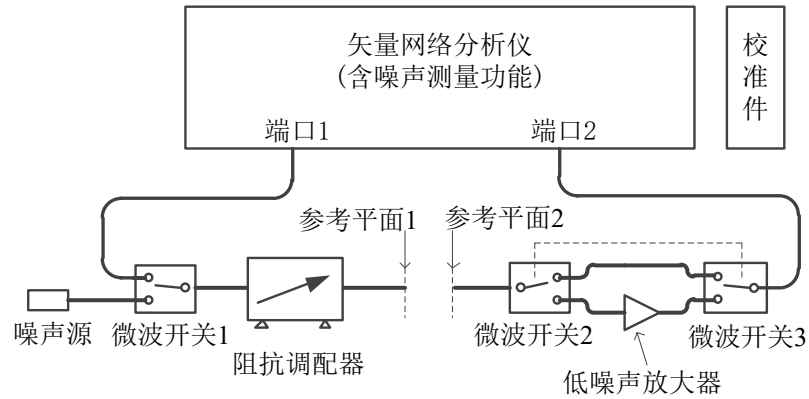 矢量网络分析仪
(含噪声测量功能)
校
准
件
端口1
端口2
参考平面1
参考平面2
噪声源
微波开关1
阻抗调配器
微波开关2
微波开关3
低噪声放大器